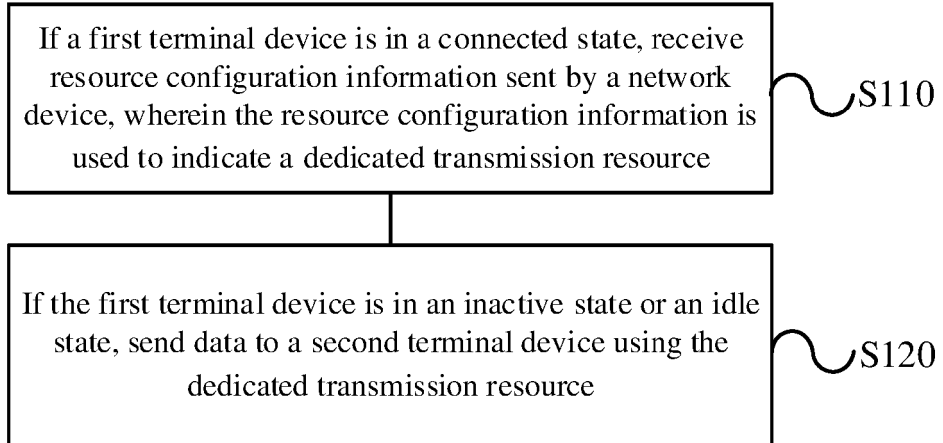 If a first terminal device is in a connected state, receive
resource configuration information sent by a network
device, wherein the resource configuration information is
used to indicate a dedicated transmission resource
S110
If the first terminal device is in an inactive state or an idle
state, send data to a second terminal device using the
dedicated transmission resource
S120